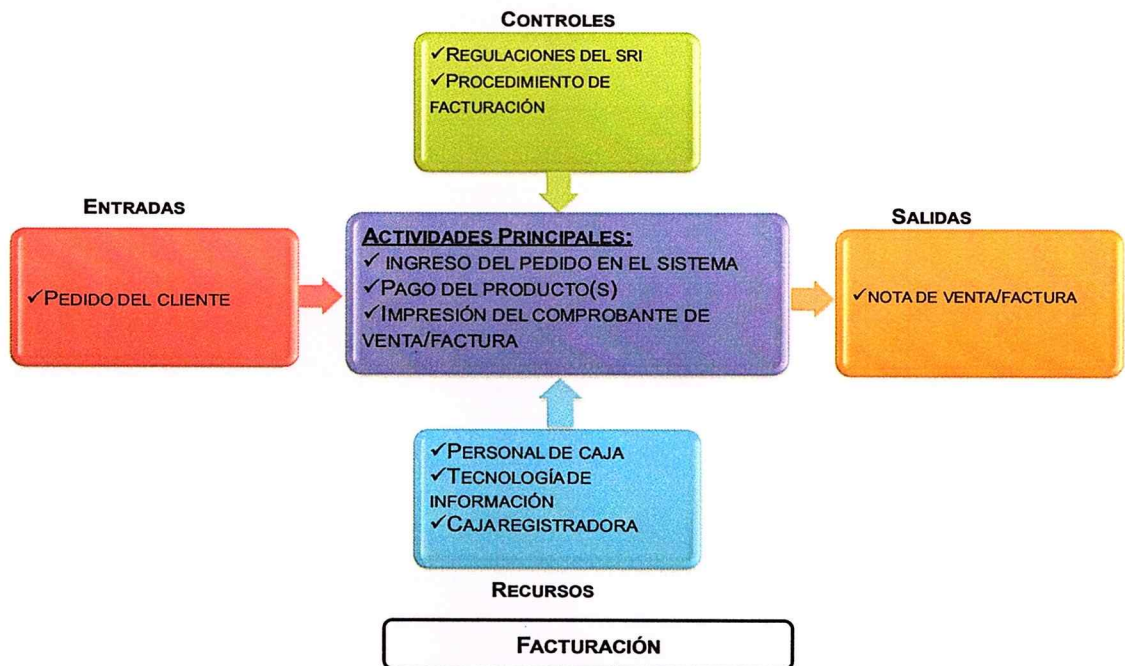 CONTROLES
✓REGULACIONES DEL SRI
✓PROCEDIMIENTO DE
FACTURACIÓN
ENTRADAS
✓PEDIDO DEL CLIENTE
ACTIVIDADES PRINCIPALES:
✓ INGRESO DEL PEDIDO EN EL SISTEMA
✓PAGO DEL PRODUCTO(S)
✓IMPRESIÓN DEL COMPROBANTE DE
VENTA/FACTURA
SALIDAS
✓NOTA DE VENTA/FACTURA
✓PERSONAL DE CAJA
✓TECNOLOGÍA DE
INFORMACIÓN
✓CAJA REGISTRADORA
RECURSOS
FACTURACIÓN